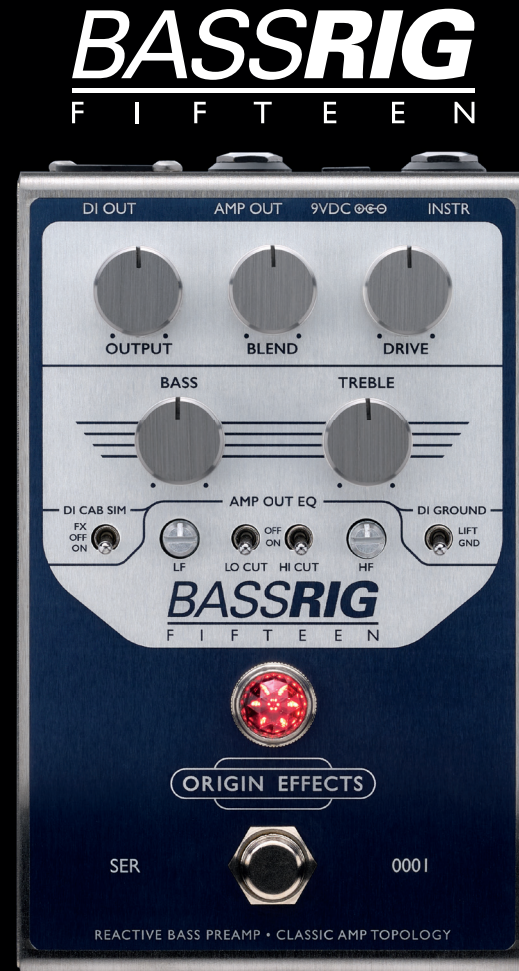 BASSRIG
FIFTEEN
DI OUT AMP OUT 9VDC INSTR
OUTPUT BLEND DRIVE
BASS TREBLE
DI CAB SIM AMP OUT EQ DI GROUND
FX
OFF
ON
OFF
ON
LIFT
GND
LF LO CUT HI CUT HF
BASSRIG
FIFTEEN
ORIGIN EFFECTS
SER 0001
REACTIVE BASS PREAMP • CLASSIC AMP TOPOLOGY